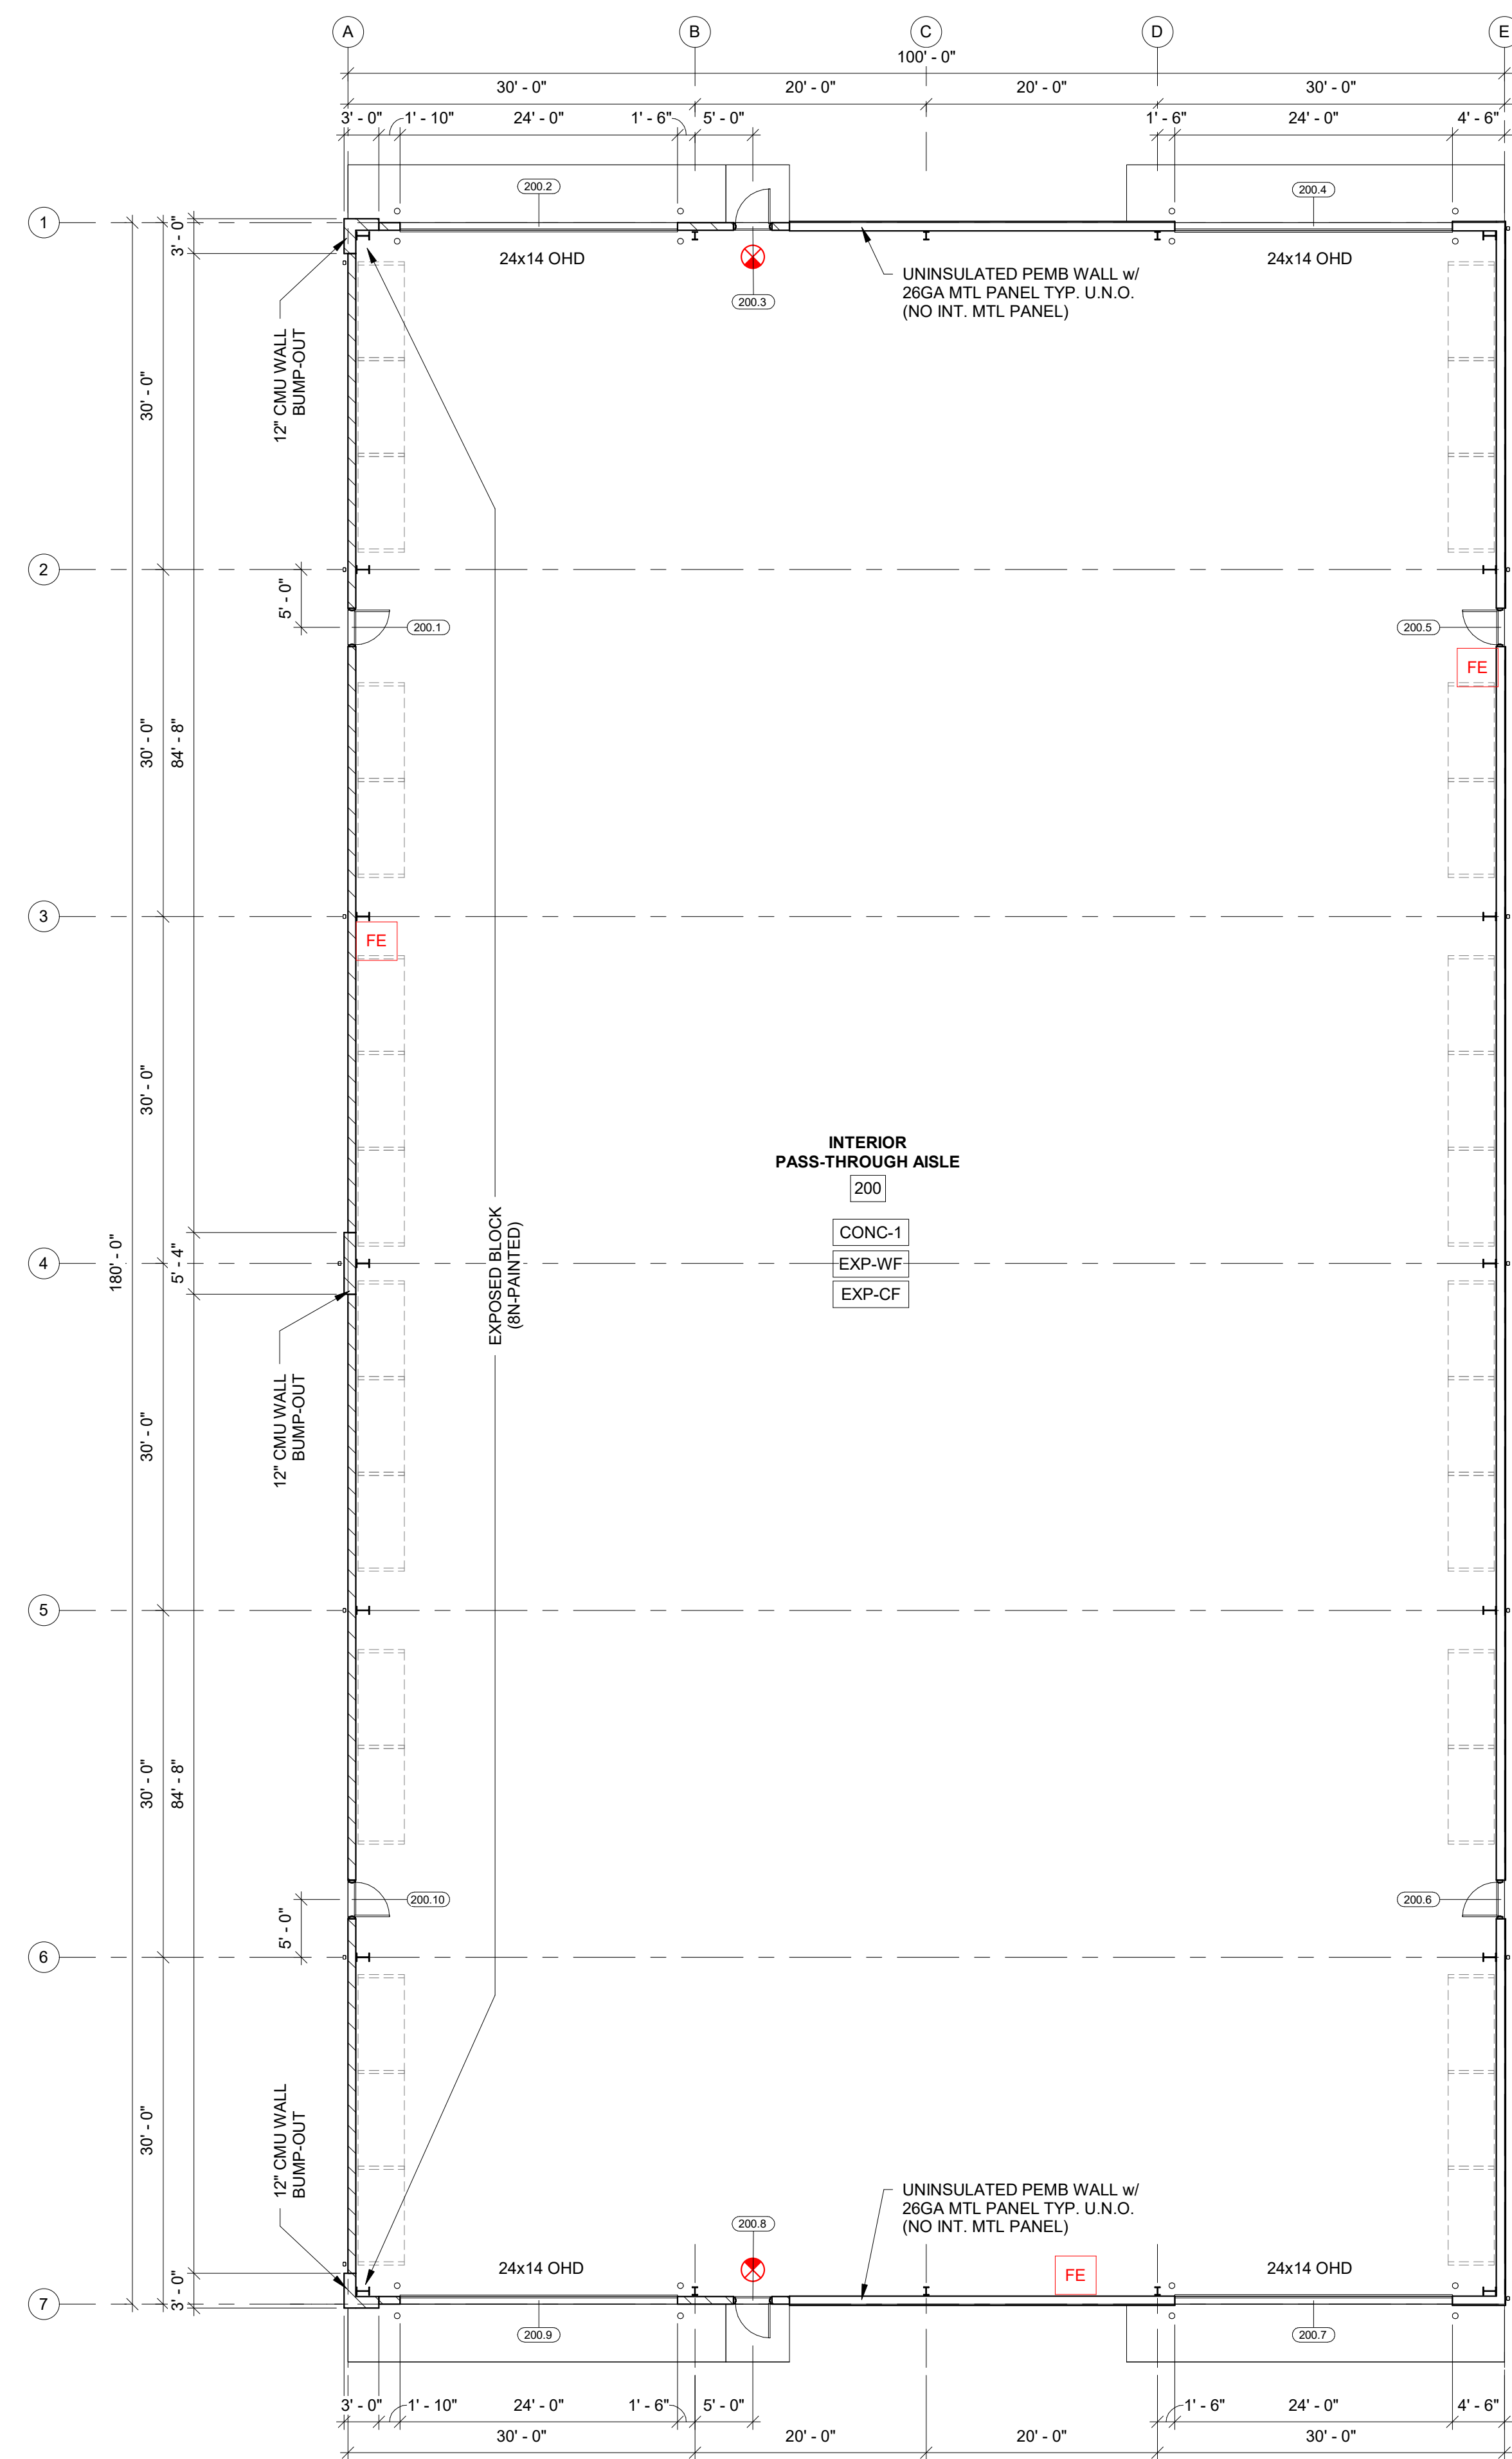 A
B
C
D
E
100' - 0"
30' - 0"
20' - 0"
20' - 0"
30' - 0"
3' - 0"
1' - 10"
24' - 0"
1' - 6"
5' - 0"
1' - 6"
24' - 0"
4' - 6"
200.2
200.4
1
3' - 0"
24x14 OHD
24x14 OHD
200.3
UNINSULATED PEMB WALL w/
26GA MTL PANEL TYP. U.N.O.
(NO INT. MTL PANEL)
12" CMU WALL
BUMP-OUT
30' - 0"
2
5' - 0"
200.1
200.5
FE
30' - 0"
84' - 8"
3
FE
30' - 0"
INTERIOR
PASS-THROUGH AISLE
200
CONC-1
EXP-WF
EXP-CF
EXPOSED BLOCK
(8N-PAINTED)
180' - 0"
5' - 4"
4
12" CMU WALL
BUMP-OUT
30' - 0"
5
30' - 0"
84' - 8"
200.10
200.6
5' - 0"
6
30' - 0"
12" CMU WALL
BUMP-OUT
UNINSULATED PEMB WALL w/
26GA MTL PANEL TYP. U.N.O.
(NO INT. MTL PANEL)
200.8
24x14 OHD
FE
24x14 OHD
3' - 0"
7
200.9
200.7
3' - 0"
1' - 10"
24' - 0"
1' - 6"
5' - 0"
1' - 6"
24' - 0"
4' - 6"
30' - 0"
20' - 0"
20' - 0"
30' - 0"